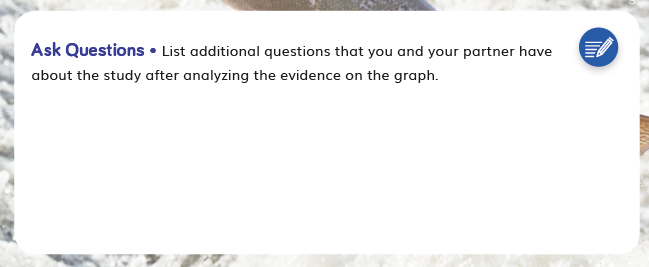 Ask Questions • List additional questions that you and your partner have
about the study after analyzing the evidence on the graph.